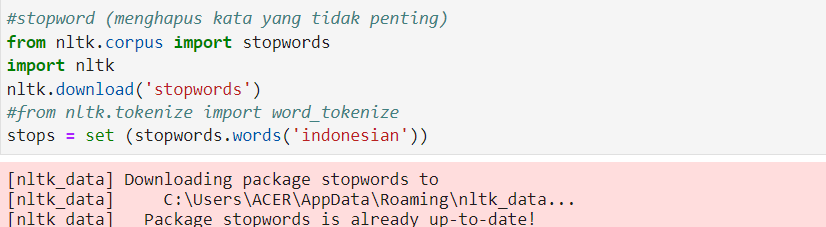 #stopword (menghapus kata yang tidak penting)
from nltk.corpus import stopwords
import nltk
nltk.download('stopwords')
#from nltk.tokenize import word_tokenize
stops = set (stopwords.words('indonesian'))
[nltk_data] Downloading package stopwords to
[nltk_data]     C:\Users\ACER\AppData\Roaming\nltk_data...
[nltk_data]   Package stopwords is already up-to-date!